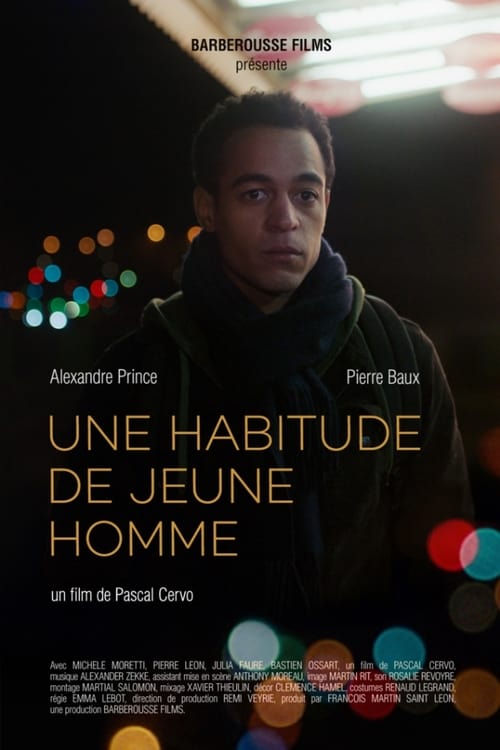 BARBEROUSSE FILMS
présente
Alexandre Prince Pierre Baux
UNE HABITUDE
DE JEUNE
HOMME
un film de Pascal Cervo
Avec MICHELE MORETTI, PIERRE LEON, JULIA FAURE, BASTIEN OSSART, un film de PASCAL CERVO,
musique ALEXANDER ZEKKE, assistant mise en scène ANTHONY MOREAU, image MARTIN RIT, son ROSALIE REVOYRE,
montage MARTIAL SALOMON, mixage XAVIER THIEULIN, décor CLEMENCE HAMEL, costumes RENAUD LEGRAND,
régie EMMA LEBOT, direction de production REMI VEYRIE, produit par FRANCOIS MARTIN SAINT LEON,
une production BARBEROUSSE FILMS.